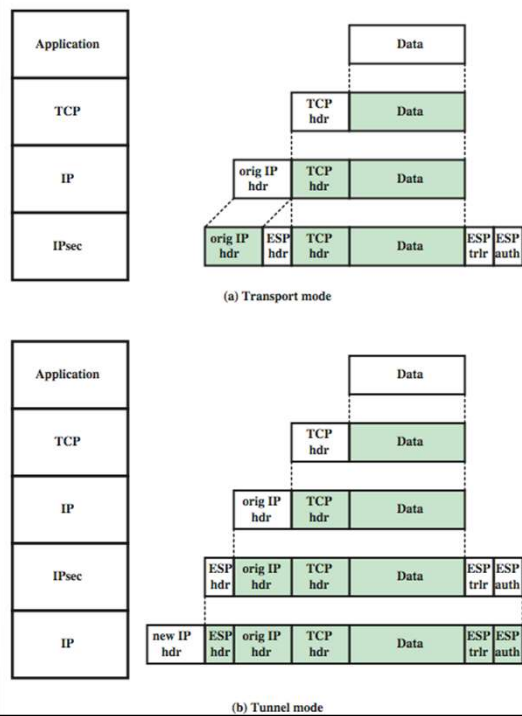 Application
Data
TCP
TCP
hdr
Data
IP
orig IP
hdr
TCP
hdr
Data
IPsec
orig IP
hdr
ESP
hdr
TCP
hdr
Data
ESP
trlr
ESP
auth
(a) Transport mode
Application
Data
TCP
TCP
hdr
Data
IP
orig IP
hdr
TCP
hdr
Data
IPsec
ESP
hdr
orig IP
hdr
TCP
hdr
Data
ESP
trlr
ESP
auth
IP
new IP
hdr
ESP
hdr
orig IP
hdr
TCP
hdr
Data
ESP
trlr
ESP
auth
(b) Tunnel mode